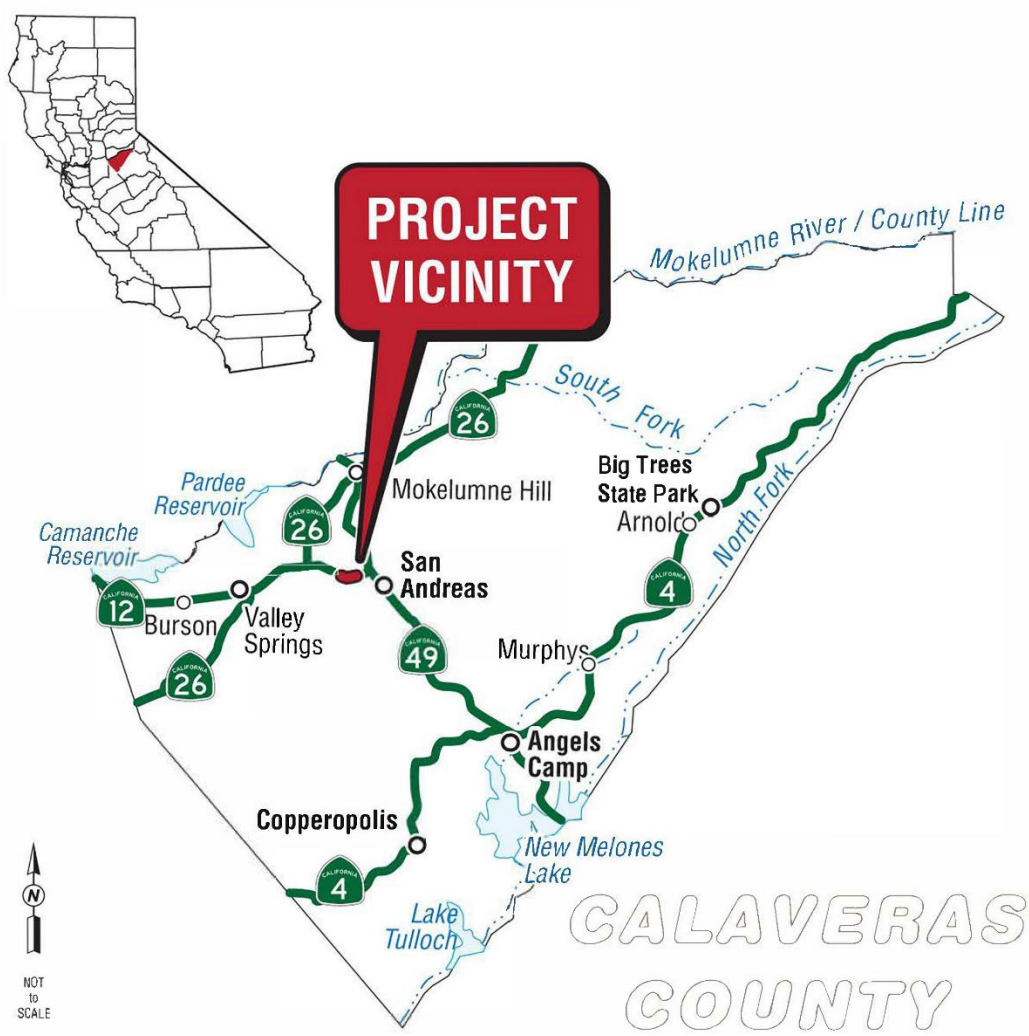 PROJECT
VICINITY
Mokelumne River / County Line
South
Fork
CALIFORNIA
26
Big Trees
State Park
Arnold
North Fork
Pardee
Reservoir
Mokelumne Hill
Camanche
Reservoir
CALIFORNIA
26
San
Andreas
CALIFORNIA
4
CALIFORNIA
12
Burson
Valley
Springs
CALIFORNIA
49
Murphys
CALIFORNIA
26
Angels
Camp
Copperopolis
New Melones
Lake
CALIFORNIA
4
Lake
Tulloch
N
NOT
to
SCALE
CALAVERAS
COUNTY